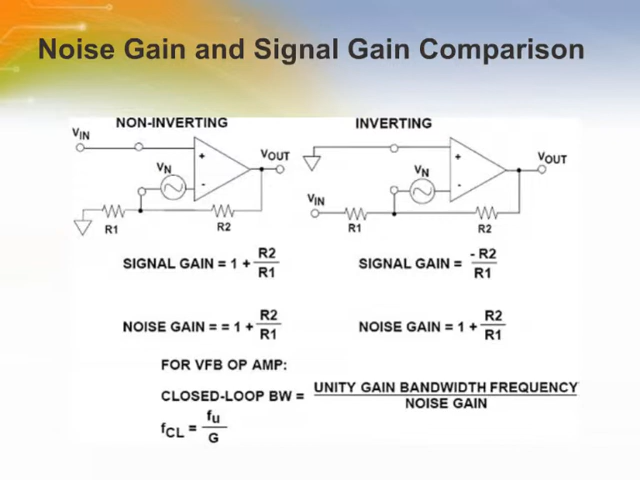 Noise Gain and Signal Gain Comparison
NON-INVERTING
INVERTING
VIN
VN
VOUT
+
-
R1
R2
VN
VOUT
+
-
VIN
R1
R2
SIGNAL GAIN = 1 + R2/R1
SIGNAL GAIN = - R2/R1
NOISE GAIN = = 1 + R2/R1
NOISE GAIN = 1 + R2/R1
FOR VFB OP AMP:
CLOSED-LOOP BW = UNITY GAIN BANDWIDTH FREQUENCY/NOISE GAIN
fCL = fu/G